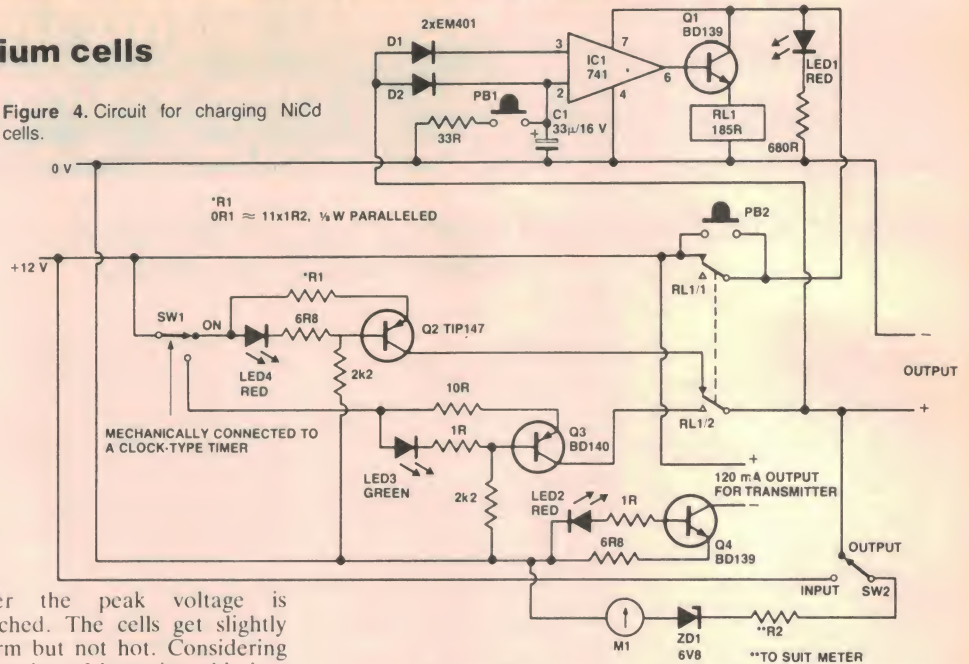 ium cells
Figure 4. Circuit for charging NiCd
cells.
2xEM401
D1
D2
PB1
33R
3
2
IC1
741
7
4
6
C1
33µ/16 V
Q1
BD139
RL1
185R
LED1
RED
680R
0 V
*R1
0R1 ≈ 11x1R2, ⅛W PARALLELED
+12 V
PB2
RL1/1
SW1
ON
*R1
6R8
LED4
RED
2k2
Q2 TIP147
MECHANICALLY CONNECTED TO
A CLOCK-TYPE TIMER
10R
1R
LED3
GREEN
2k2
Q3
BD140
RL1/2
–
OUTPUT
+
+
120 mA OUTPUT
FOR TRANSMITTER
–
LED2
RED
1R
6R8
Q4
BD139
OUTPUT
INPUT
SW2
M1
ZD1
6V8
**R2
**TO SUIT METER
er the peak voltage is
ched. The cells get slightly
rm but not hot. Considering